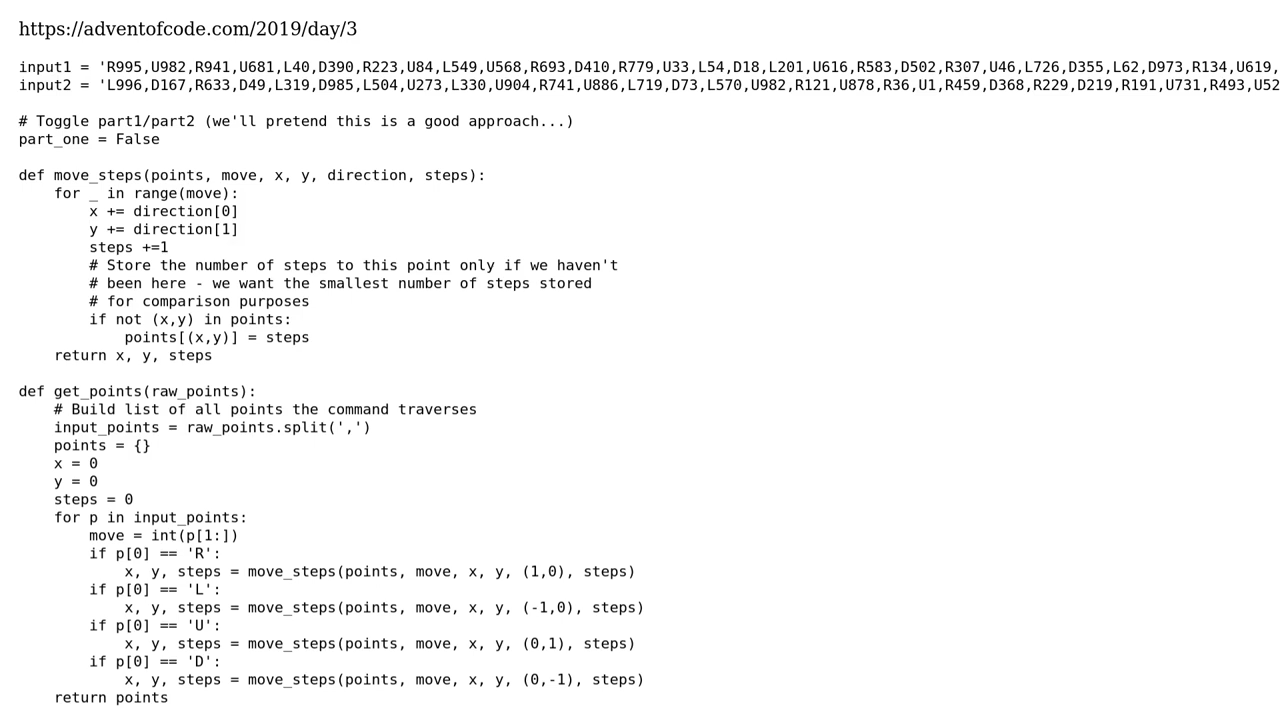 https://adventofcode.com/2019/day/3
input1 = 'R995,U982,R941,U681,L40,D390,R223,U84,L549,U568,R693,D410,R779,U33,L54,D18,L201,U616,R583,D502,R307,U46,L726,D355,L62,D973,R134,U619,
input2 = 'L996,D167,R633,D49,L319,D985,L504,U273,L330,U904,R741,U886,L719,D73,L570,U982,R121,U878,R36,U1,R459,D368,R229,D219,R191,U731,R493,U52
# Toggle part1/part2 (we'll pretend this is a good approach...)
part_one = False
def move_steps(points, move, x, y, direction, steps):
    for _ in range(move):
        x += direction[0]
        y += direction[1]
        steps +=1
        # Store the number of steps to this point only if we haven't
        # been here - we want the smallest number of steps stored
        # for comparison purposes
        if not (x,y) in points:
            points[(x,y)] = steps
    return x, y, steps
def get_points(raw_points):
    # Build list of all points the command traverses
    input_points = raw_points.split(',')
    points = {}
    x = 0
    y = 0
    steps = 0
    for p in input_points:
        move = int(p[1:])
        if p[0] == 'R':
            x, y, steps = move_steps(points, move, x, y, (1,0), steps)
        if p[0] == 'L':
            x, y, steps = move_steps(points, move, x, y, (-1,0), steps)
        if p[0] == 'U':
            x, y, steps = move_steps(points, move, x, y, (0,1), steps)
        if p[0] == 'D':
            x, y, steps = move_steps(points, move, x, y, (0,-1), steps)
    return points